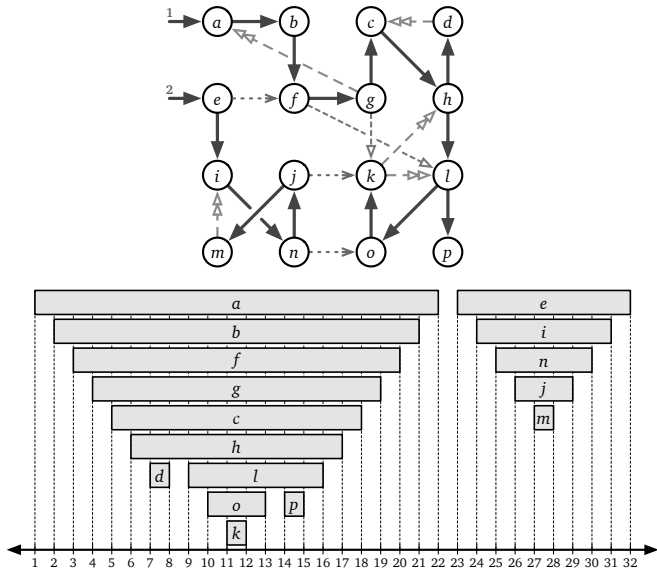 1 a b c d
2 e f g h
i j k l
m n o p
a e
b i
f n
g j
c m
h
d l
o p
k
1 2 3 4 5 6 7 8 9 10 11 12 13 14 15 16 17 18 19 20 21 22 23 24 25 26 27 28 29 30 31 32